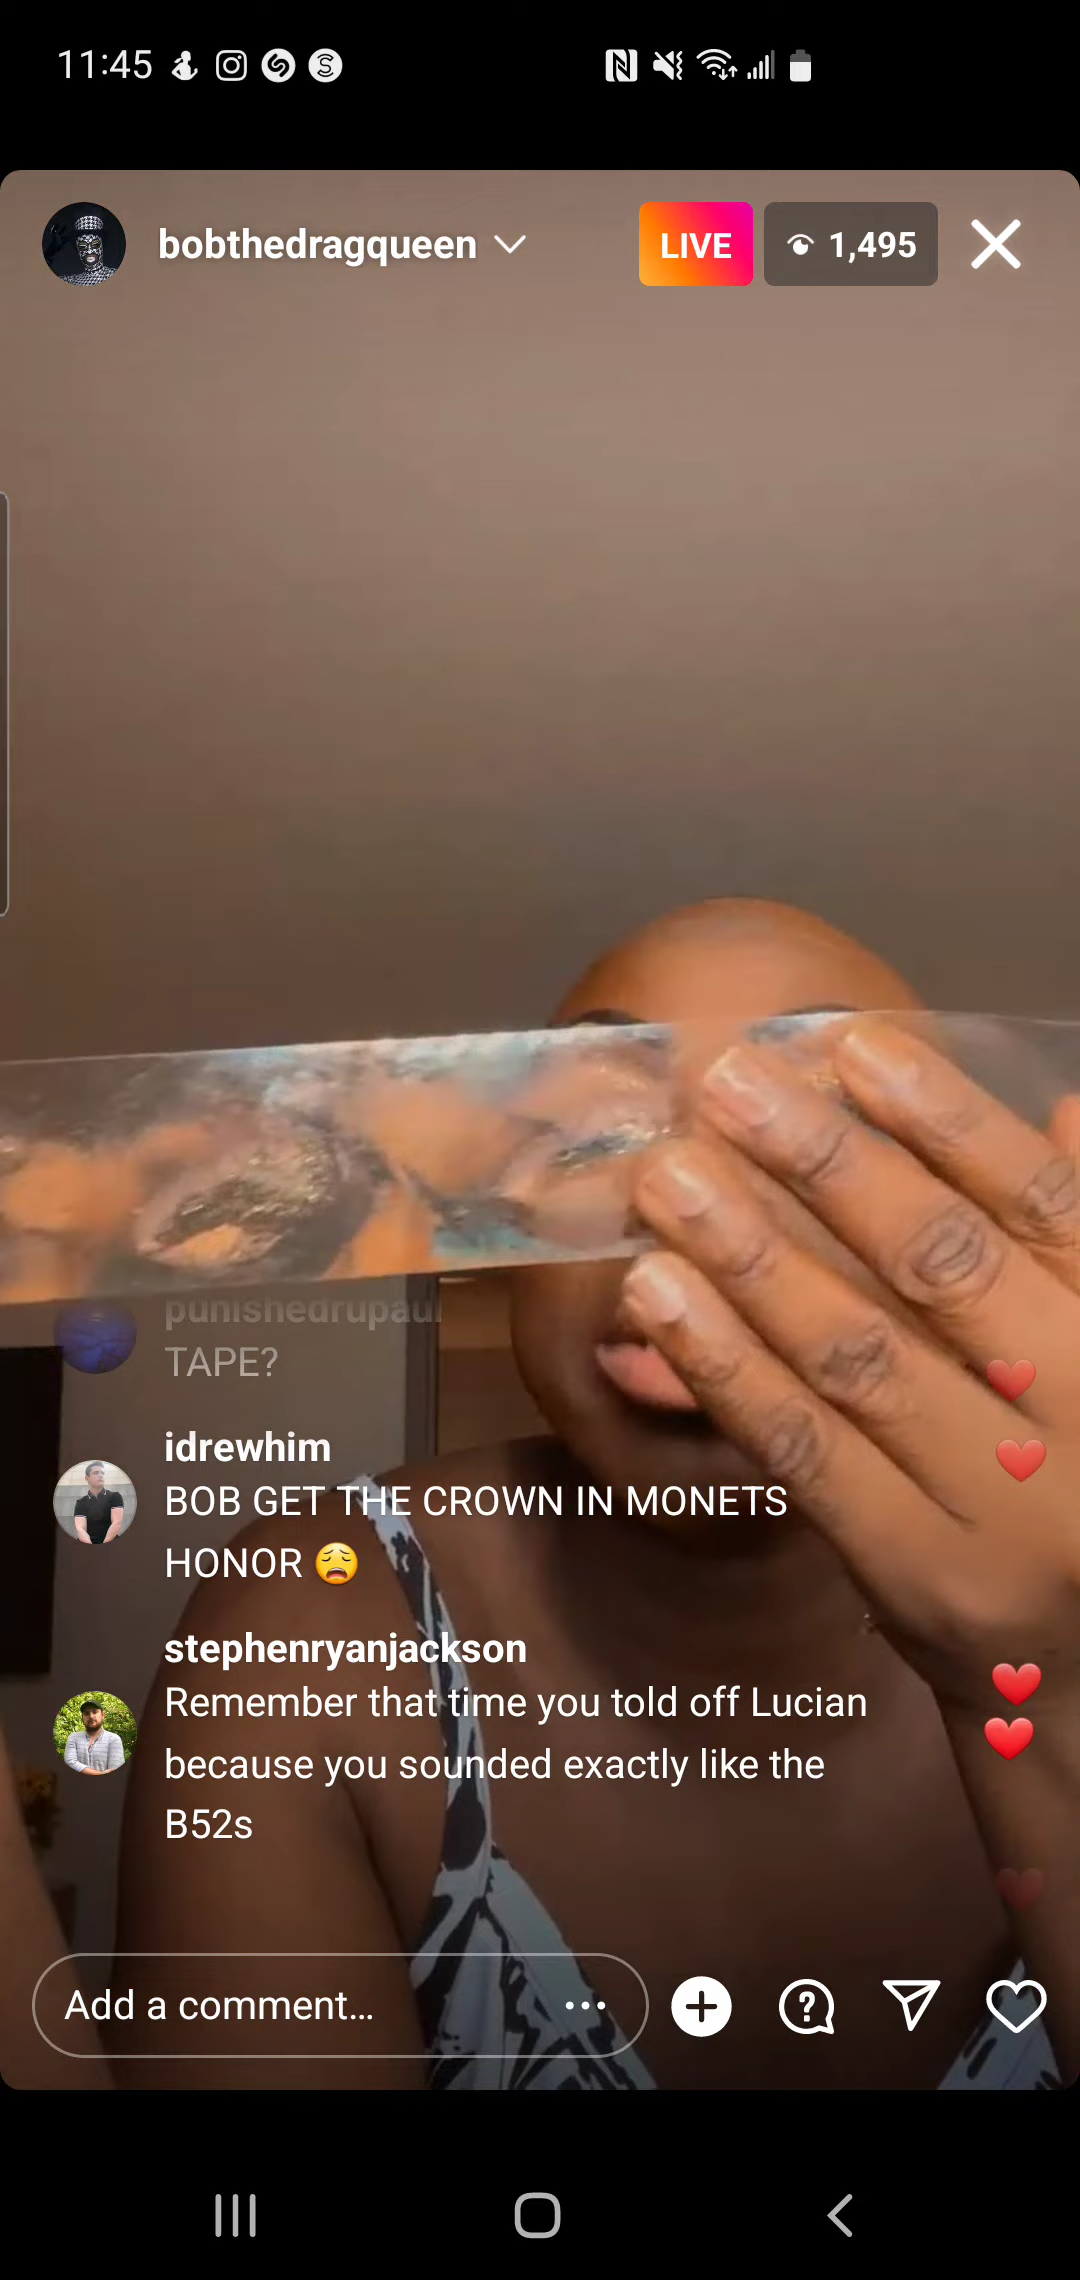 11:45
bobthedragqueen
LIVE
1,495
punishedrupaul
TAPE?
idrewhim
BOB GET THE CROWN IN MONETS
HONOR 😩
stephenryanjackson
Remember that time you told off Lucian
because you sounded exactly like the
B52s
Add a comment...